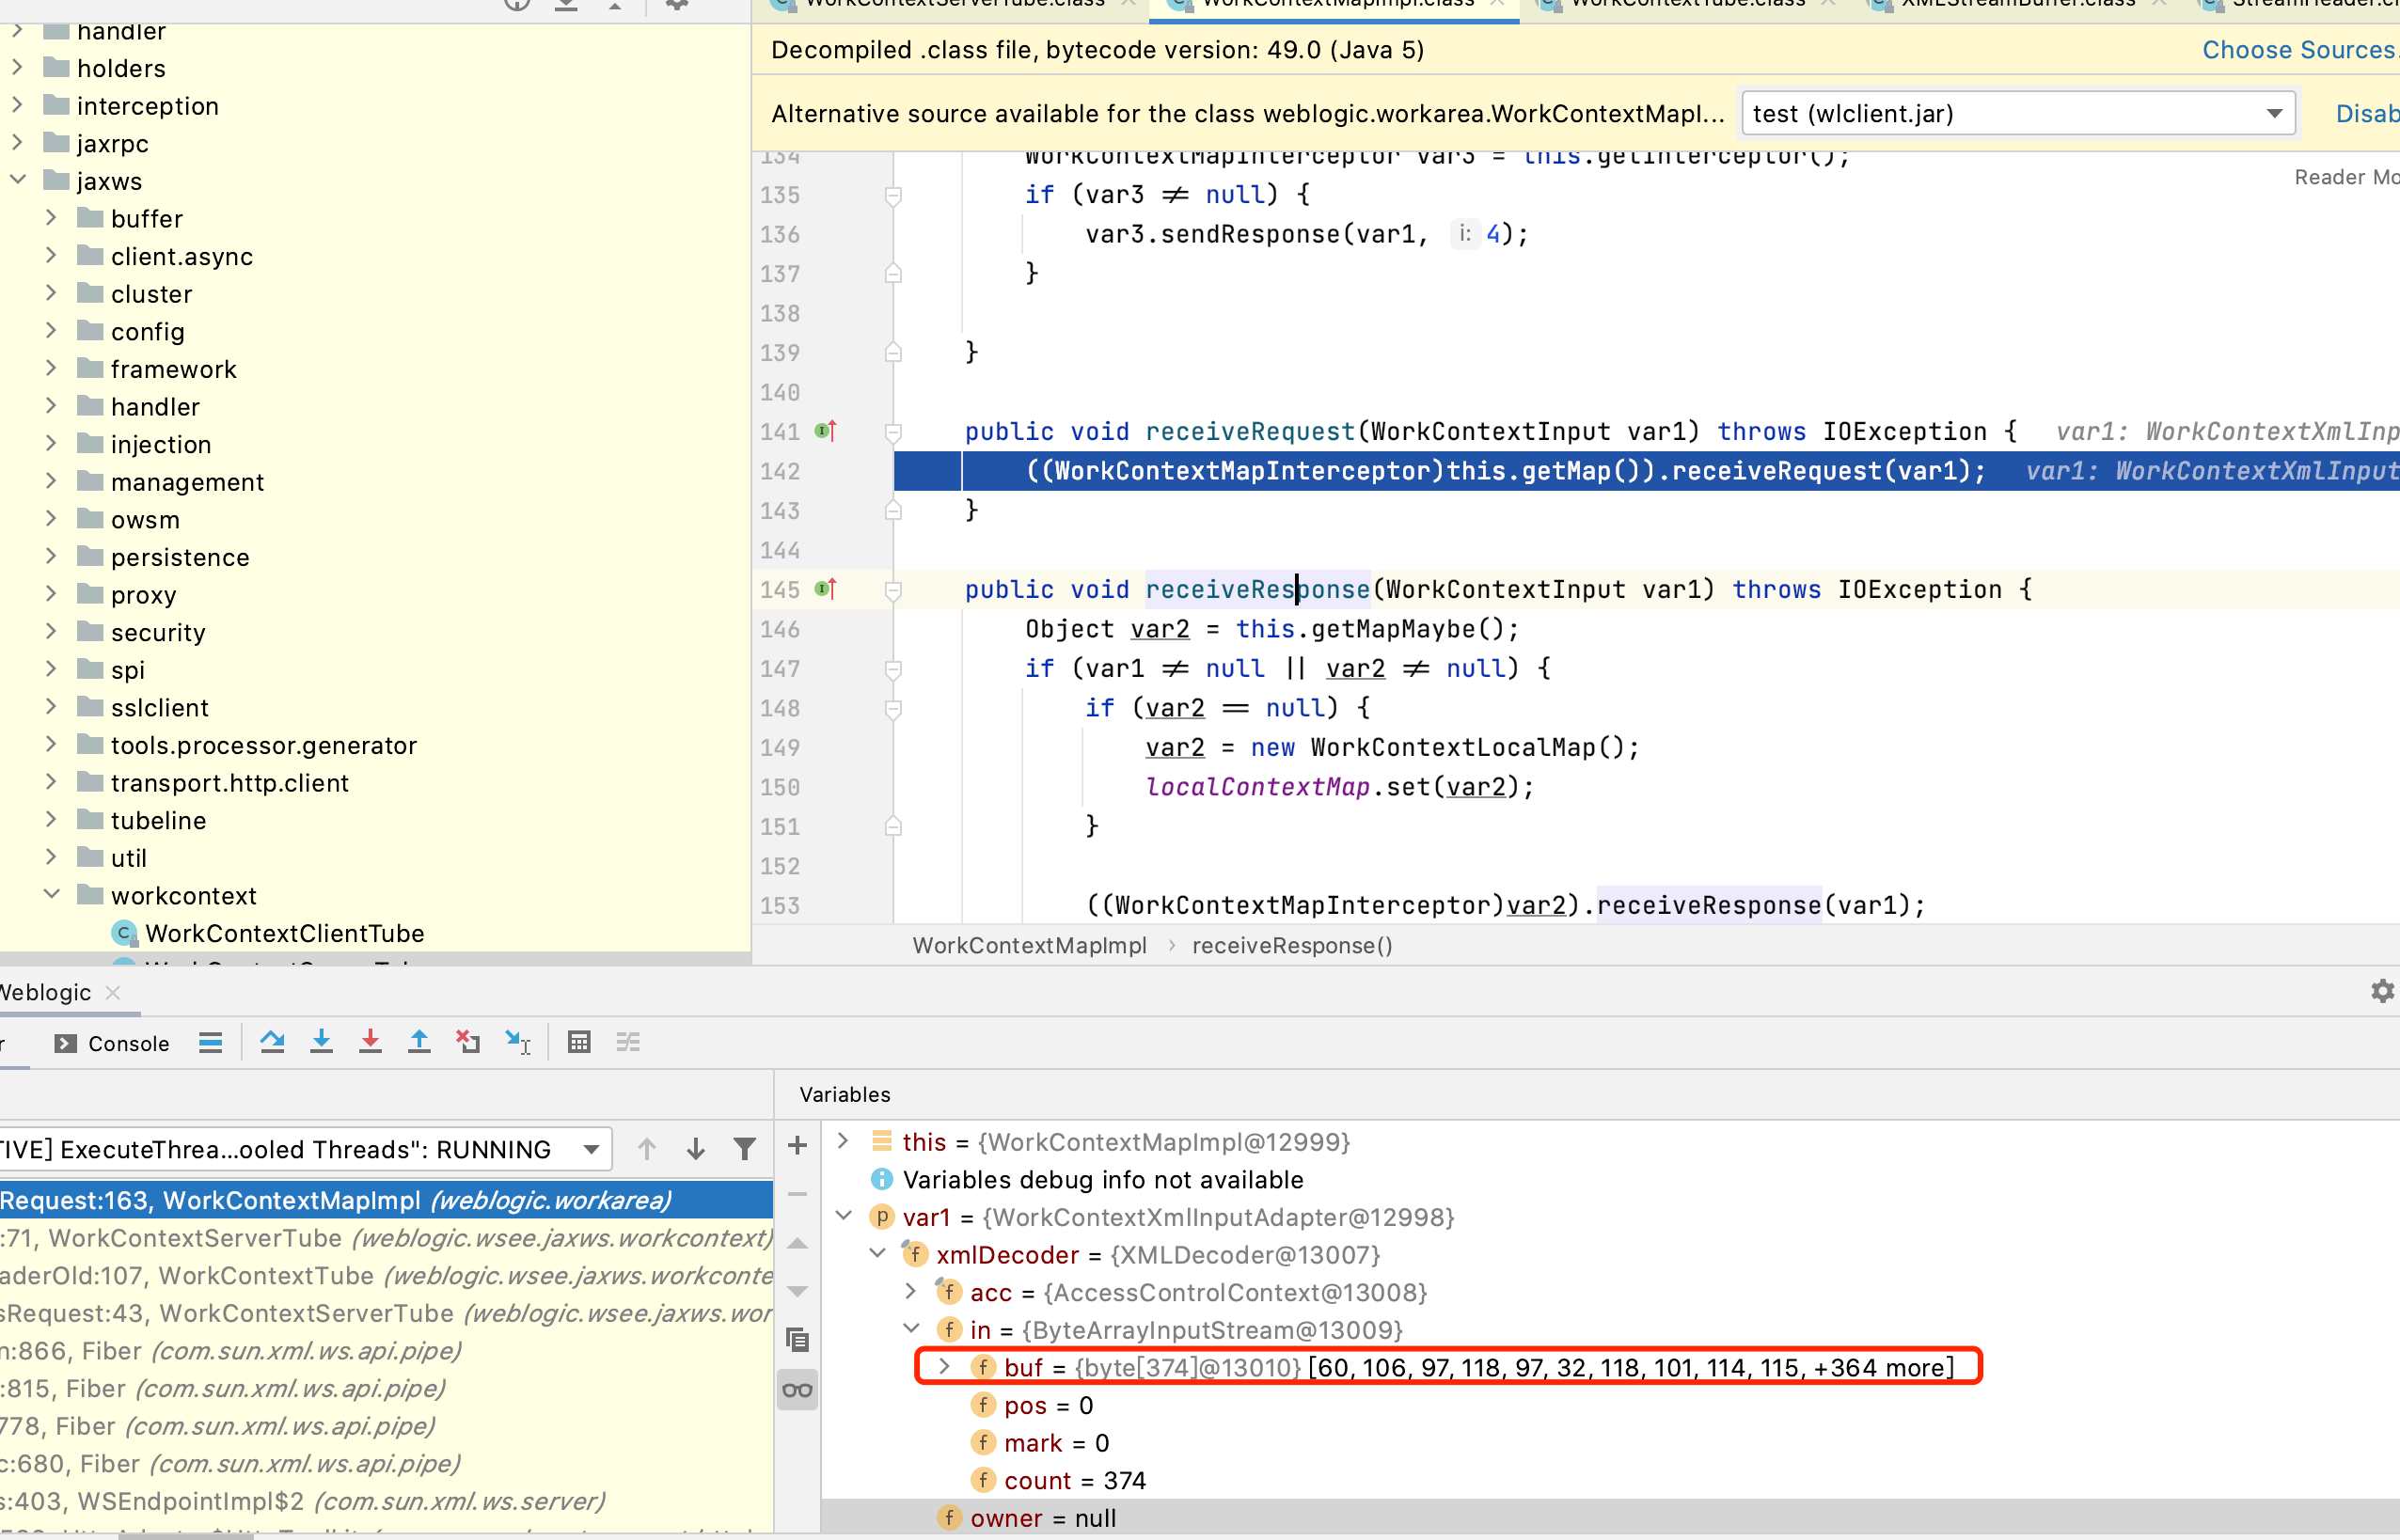 WorkContextServerTube.class
WorkContextMapImpl.class
WorkContextTube.class
XMLStreamBuffer.class
StreamHeader.cl
handler
holders
interception
jaxrpc
jaxws
buffer
client.async
cluster
config
framework
handler
injection
management
owsm
persistence
proxy
security
spi
sslclient
tools.processor.generator
transport.http.client
tubeline
util
workcontext
WorkContextClientTube
Decompiled .class file, bytecode version: 49.0 (Java 5)
Choose Sources.
Alternative source available for the class weblogic.workarea.WorkContextMapI...
test (wlclient.jar)
Disab
Reader Mo
134 WorkContextMapInterceptor var3 = this.getInterceptor();
135 if (var3 ≠ null) {
136 var3.sendResponse(var1, i: 4);
137 }
138
139 }
140
141 public void receiveRequest(WorkContextInput var1) throws IOException { var1: WorkContextXmlInp
142 ((WorkContextMapInterceptor)this.getMap()).receiveRequest(var1); var1: WorkContextXmlInput
143 }
144
145 public void receiveResponse(WorkContextInput var1) throws IOException {
146 Object var2 = this.getMapMaybe();
147 if (var1 ≠ null || var2 ≠ null) {
148 if (var2 == null) {
149 var2 = new WorkContextLocalMap();
150 localContextMap.set(var2);
151 }
152
153 ((WorkContextMapInterceptor)var2).receiveResponse(var1);
WorkContextMapImpl › receiveResponse()
Weblogic
r
Console
TIVE] ExecuteThrea...ooled Threads": RUNNING
Request:163, WorkContextMapImpl (weblogic.workarea)
:71, WorkContextServerTube (weblogic.wsee.jaxws.workcontext)
aderOld:107, WorkContextTube (weblogic.wsee.jaxws.workconte
sRequest:43, WorkContextServerTube (weblogic.wsee.jaxws.wor
n:866, Fiber (com.sun.xml.ws.api.pipe)
:815, Fiber (com.sun.xml.ws.api.pipe)
778, Fiber (com.sun.xml.ws.api.pipe)
c:680, Fiber (com.sun.xml.ws.api.pipe)
s:403, WSEndpointImpl$2 (com.sun.xml.ws.server)
Variables
this = {WorkContextMapImpl@12999}
Variables debug info not available
p var1 = {WorkContextXmlInputAdapter@12998}
f xmlDecoder = {XMLDecoder@13007}
f acc = {AccessControlContext@13008}
f in = {ByteArrayInputStream@13009}
f buf = {byte[374]@13010} [60, 106, 97, 118, 97, 32, 118, 101, 114, 115, +364 more]
f pos = 0
f mark = 0
f count = 374
f owner = null